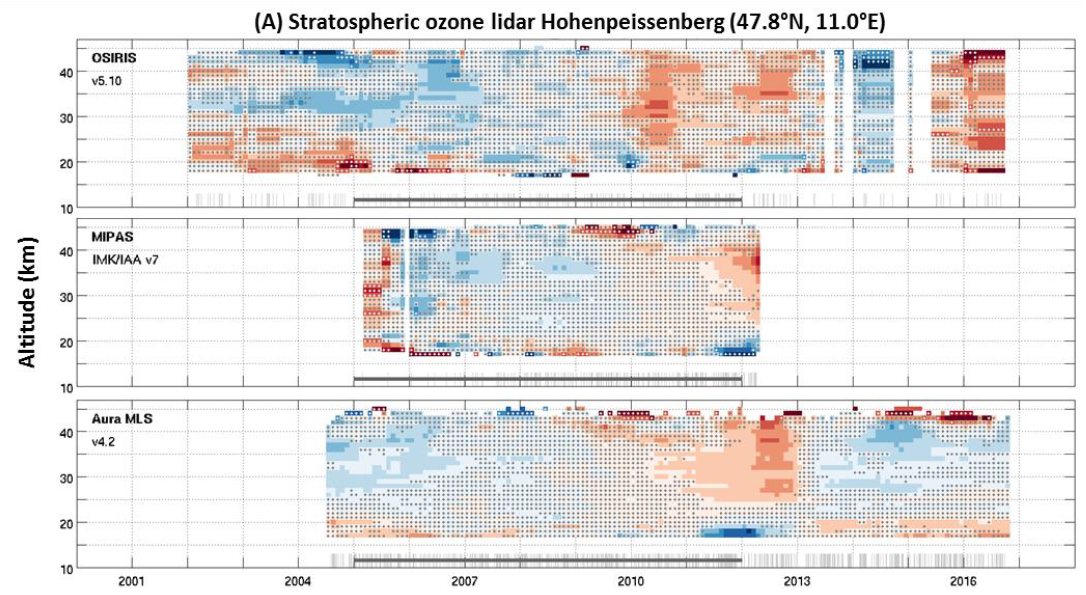 (A) Stratospheric ozone lidar Hohenpeissenberg (47.8°N, 11.0°E)
OSIRIS
v5.10
40
30
20
10
MIPAS
IMK/IAA v7
40
30
20
10
Altitude (km)
Aura MLS
v4.2
40
30
20
10
2001 2004 2007 2010 2013 2016